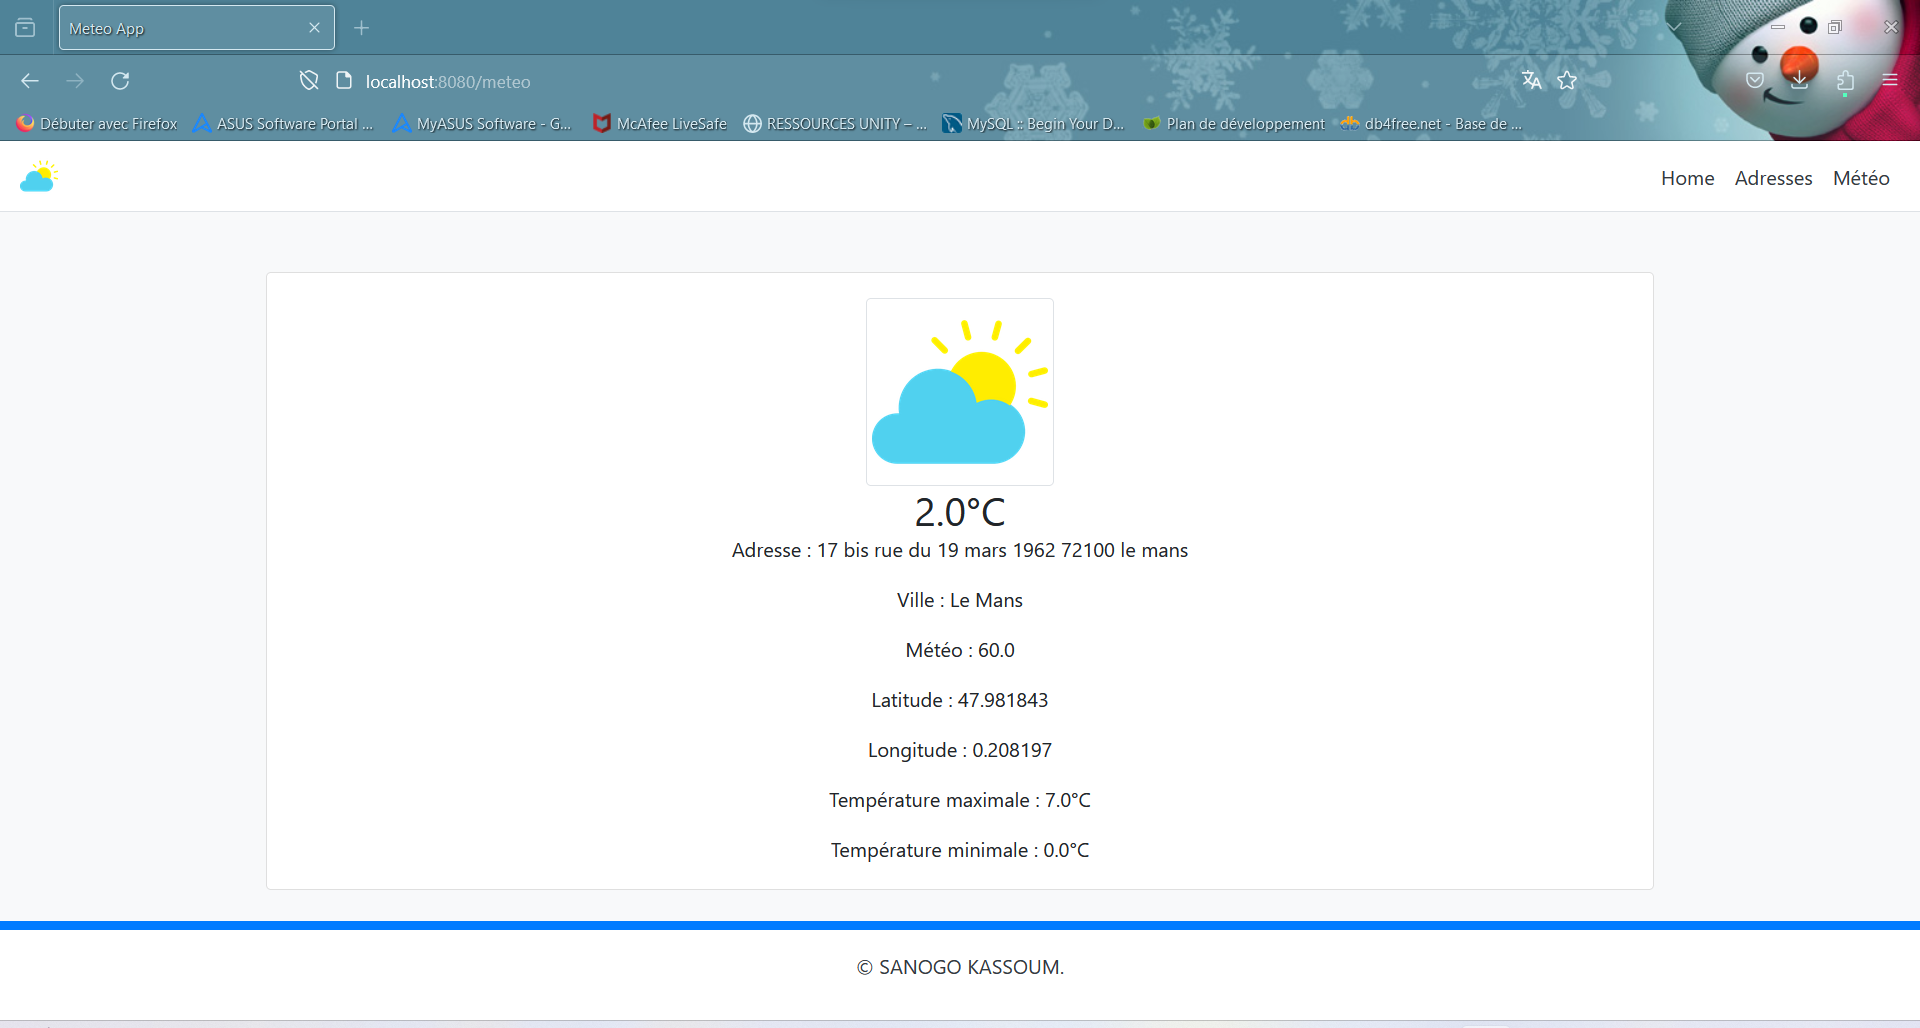 Meteo App
localhost:8080/meteo
Débuter avec Firefox ASUS Software Portal ... MyASUS Software - G... McAfee LiveSafe RESSOURCES UNITY – ... MySQL :: Begin Your D... Plan de développement db4free.net - Base de ...
Home Adresses Météo
2.0°C
Adresse : 17 bis rue du 19 mars 1962 72100 le mans
Ville : Le Mans
Météo : 60.0
Latitude : 47.981843
Longitude : 0.208197
Température maximale : 7.0°C
Température minimale : 0.0°C
© SANOGO KASSOUM.